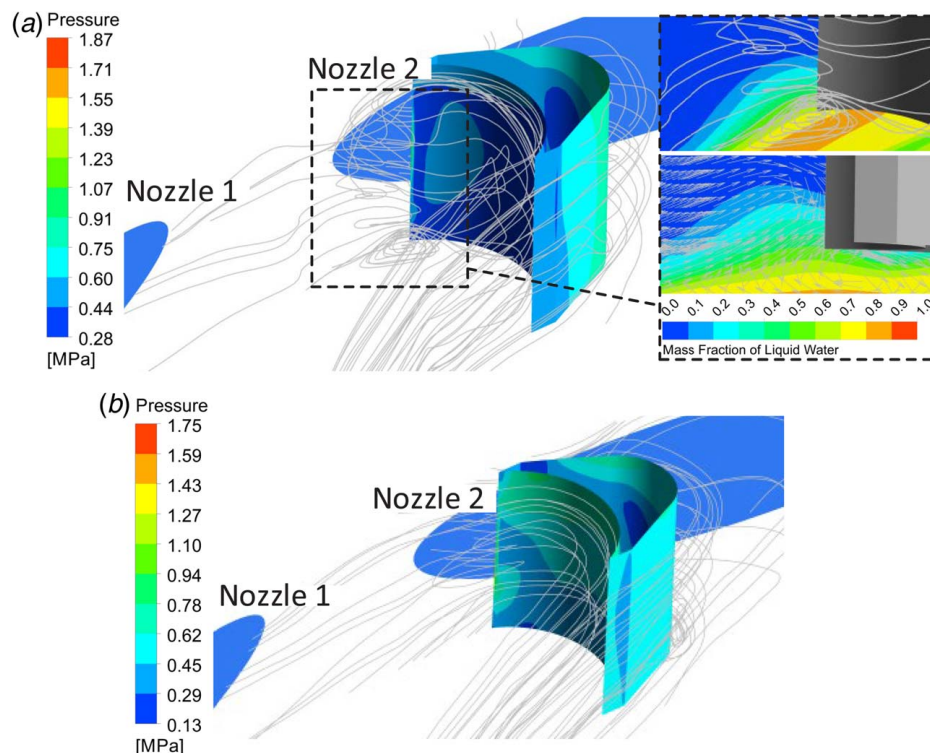 (a) Pressure
1.87
1.71
1.55
1.39
1.23
1.07
0.91
0.75
0.60
0.44
0.28
[MPa]
Nozzle 1
Nozzle 2
0.0 0.1 0.2 0.3 0.4 0.5 0.6 0.7 0.8 0.9 1.0
Mass Fraction of Liquid Water
(b) Pressure
1.75
1.59
1.43
1.27
1.10
0.94
0.78
0.62
0.45
0.29
0.13
[MPa]
Nozzle 1
Nozzle 2